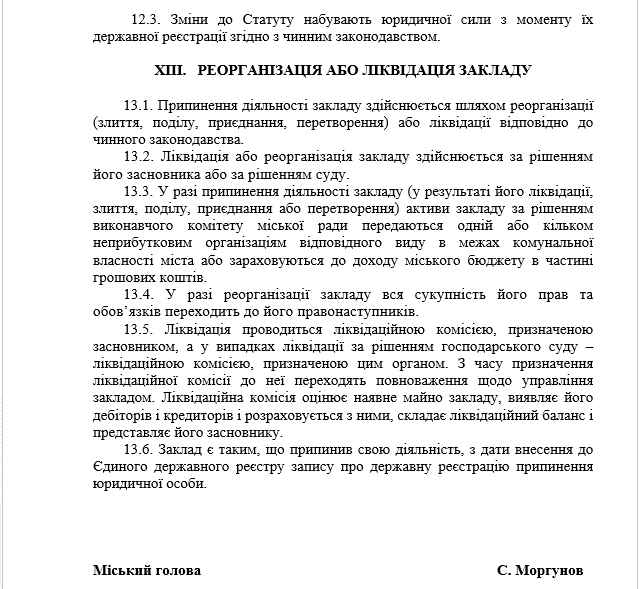 12.3. Зміни до Статуту набувають юридичної сили з моменту їх
державної реєстрації згідно з чинним законодавством.
XIII. РЕОРГАНІЗАЦІЯ АБО ЛІКВІДАЦІЯ ЗАКЛАДУ
13.1. Припинення діяльності закладу здійснюється шляхом реорганізації
(злиття, поділу, приєднання, перетворення) або ліквідації відповідно до
чинного законодавства.
13.2. Ліквідація або реорганізація закладу здійснюється за рішенням
його засновника або за рішенням суду.
13.3. У разі припинення діяльності закладу (у результаті його ліквідації,
злиття, поділу, приєднання або перетворення) активи закладу за рішенням
виконавчого комітету міської ради передаються одній або кільком
неприбутковим організаціям відповідного виду в межах комунальної
власності міста або зараховуються до доходу міського бюджету в частині
грошових коштів.
13.4. У разі реорганізації закладу вся сукупність його прав та
обов’язків переходить до його правонаступників.
13.5. Ліквідація проводиться ліквідаційною комісією, призначеною
засновником, а у випадках ліквідації за рішенням господарського суду –
ліквідаційною комісією, призначеною цим органом. З часу призначення
ліквідаційної комісії до неї переходять повноваження щодо управління
закладом. Ліквідаційна комісія оцінює наявне майно закладу, виявляє його
дебіторів і кредиторів і розраховується з ними, складає ліквідаційний баланс і
представляє його засновнику.
13.6. Заклад є таким, що припинив свою діяльність, з дати внесення до
Єдиного державного реєстру запису про державну реєстрацію припинення
юридичної особи.
Міський голова С. Моргунов